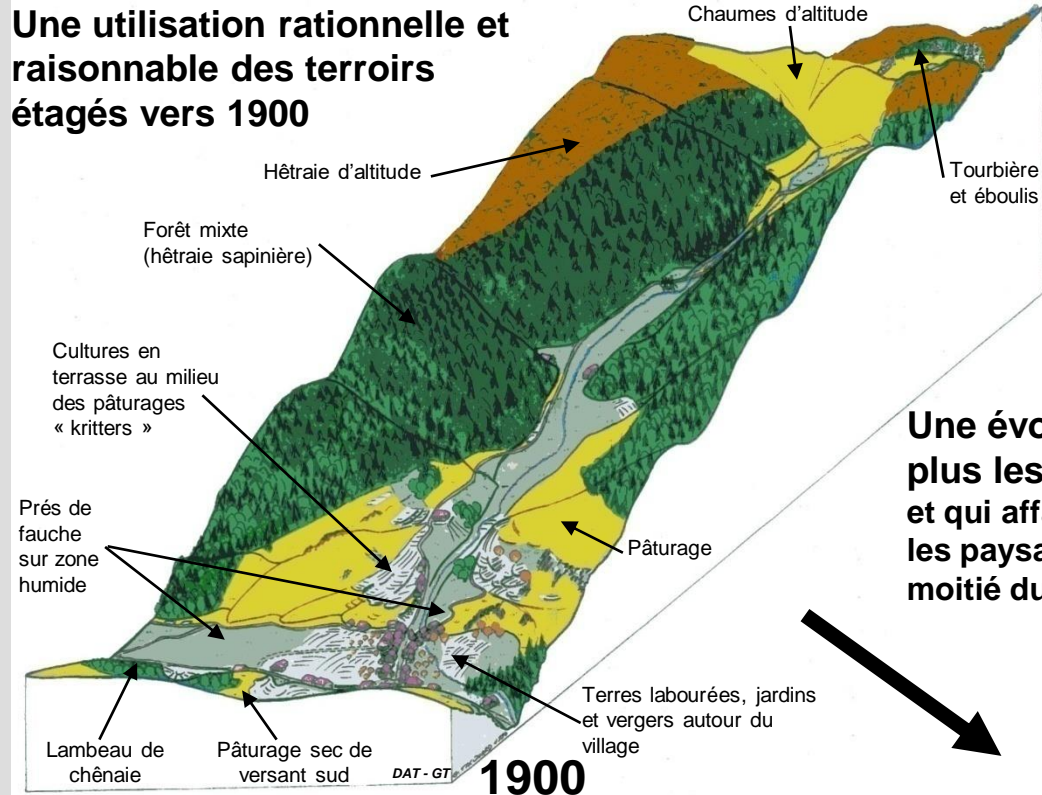 Une utilisation rationnelle et
raisonnable des terroirs
étagés vers 1900
Chaumes d'altitude
Hêtraie d'altitude
Tourbière
et éboulis
Forêt mixte
(hêtraie sapinière)
Cultures en
terrasse au milieu
des pâturages
« kritters »
Une évo
plus les
et qui affa
les paysa
moitié du
Prés de
fauche
sur zone
humide
Pâturage
Terres labourées, jardins
et vergers autour du
village
Lambeau de
chênaie
Pâturage sec de
versant sud
DAT - GT
1900